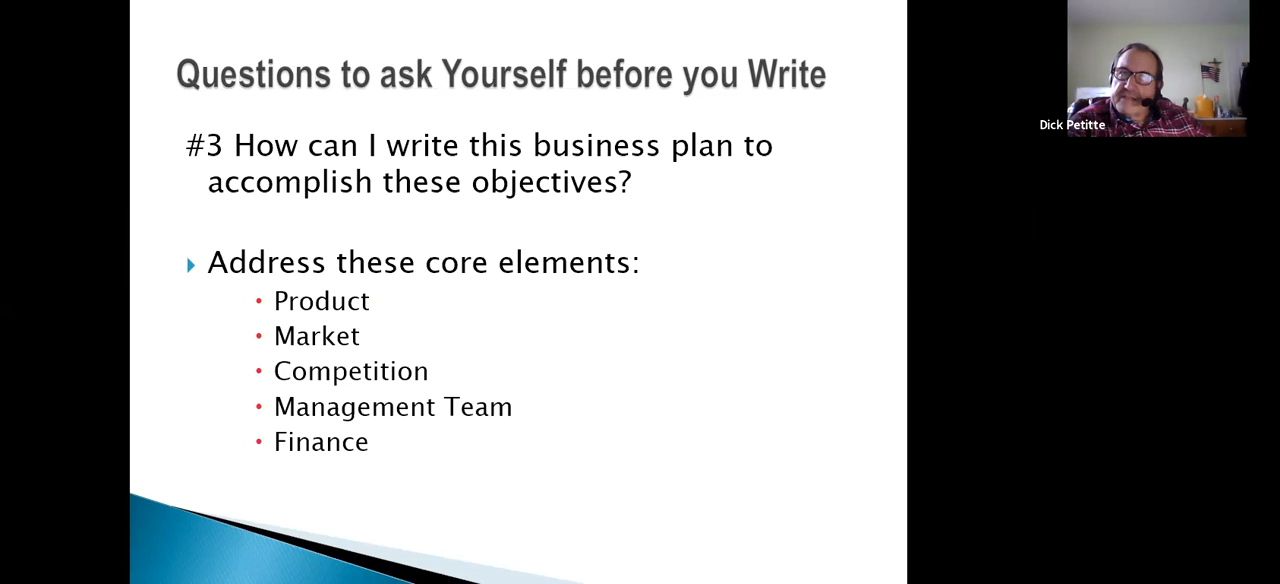 Questions to ask Yourself before you Write
#3 How can I write this business plan to
accomplish these objectives?
Address these core elements:
Product
Market
Competition
Management Team
Finance
Dick Petitte